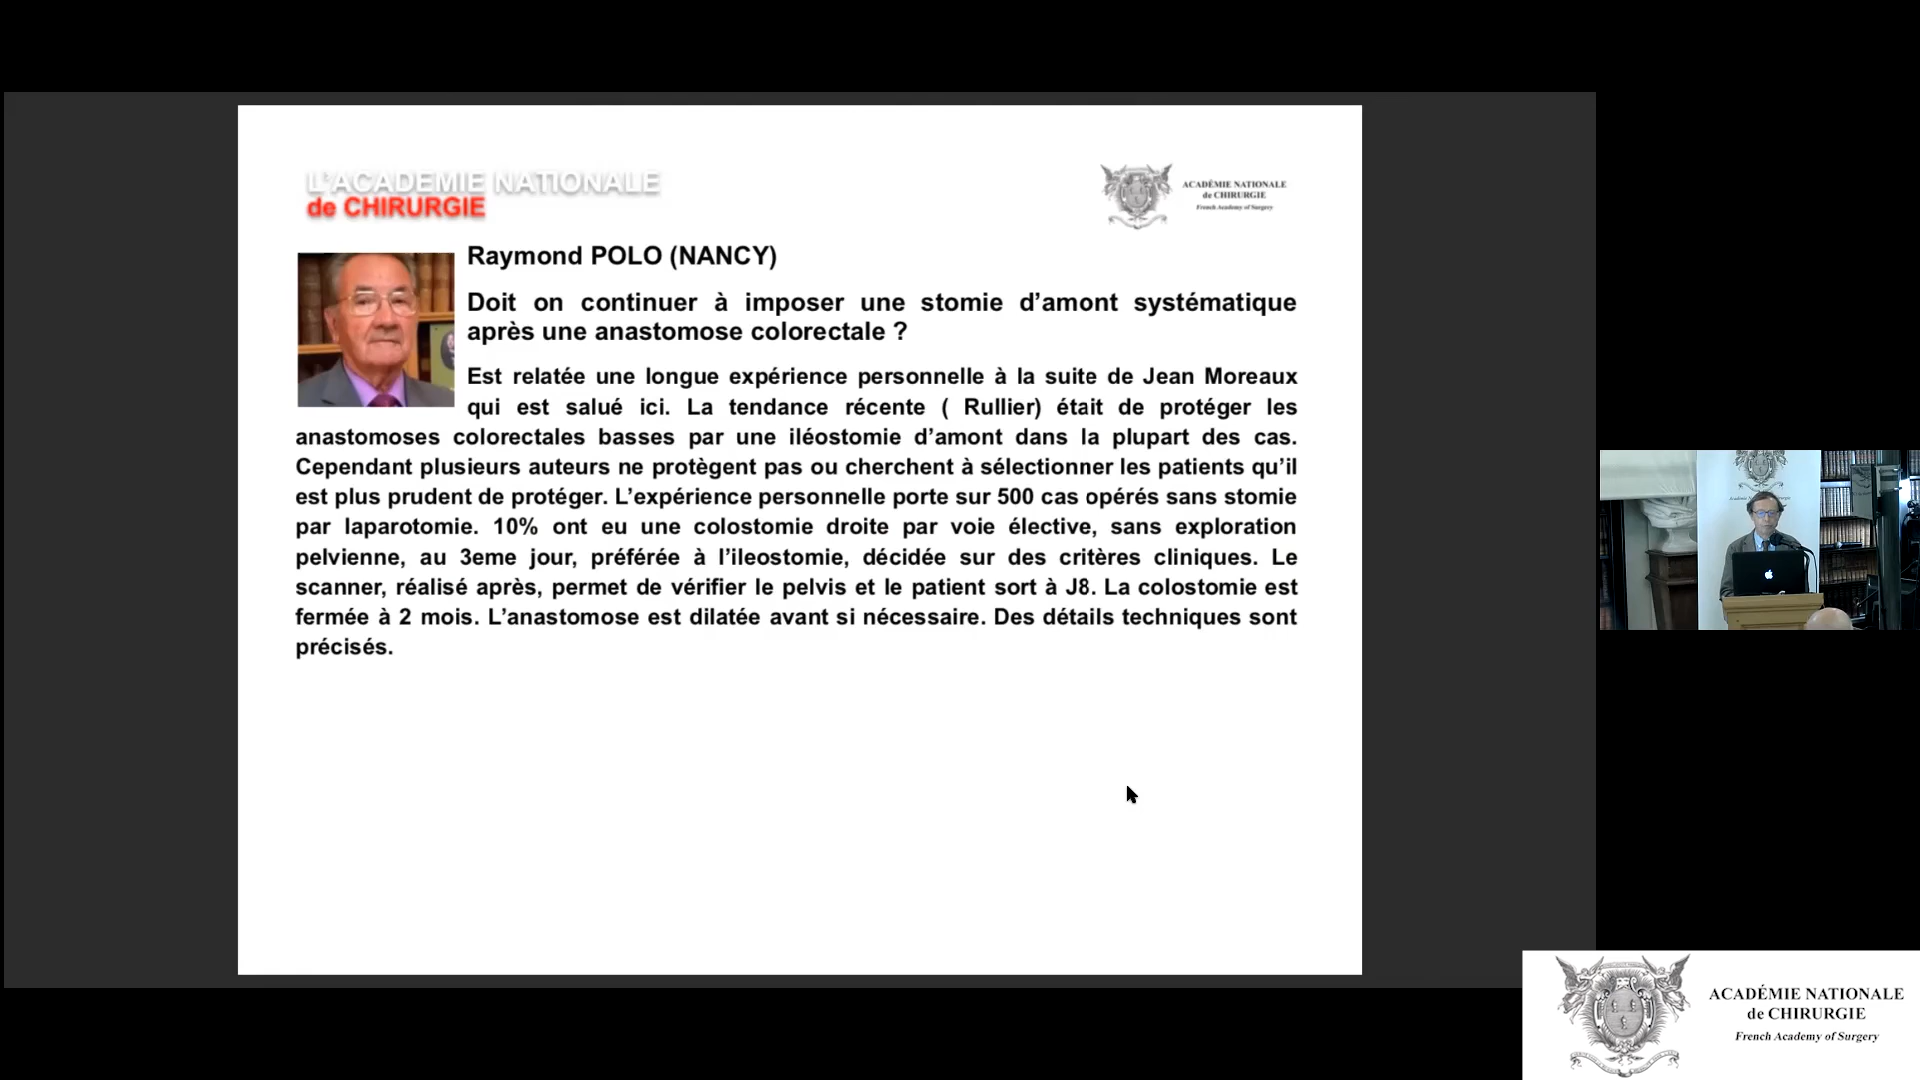 L'ACADEMIE NATIONALE
de CHIRURGIE
ACADÉMIE NATIONALE
de CHIRURGIE
French Academy of Surgery
Raymond POLO (NANCY)
Doit on continuer à imposer une stomie d'amont systématique
après une anastomose colorectale ?
Est relatée une longue expérience personnelle à la suite de Jean Moreaux
qui est salué ici. La tendance récente ( Rullier) était de protéger les
anastomoses colorectales basses par une iléostomie d'amont dans la plupart des cas.
Cependant plusieurs auteurs ne protègent pas ou cherchent à sélectionner les patients qu'il
est plus prudent de protéger. L'expérience personnelle porte sur 500 cas opérés sans stomie
par laparotomie. 10% ont eu une colostomie droite par voie élective, sans exploration
pelvienne, au 3eme jour, préférée à l'ileostomie, décidée sur des critères cliniques. Le
scanner, réalisé après, permet de vérifier le pelvis et le patient sort à J8. La colostomie est
fermée à 2 mois. L'anastomose est dilatée avant si nécessaire. Des détails techniques sont
précisés.
ACADÉMIE NATIONALE
de CHIRURGIE
French Academy of Surgery